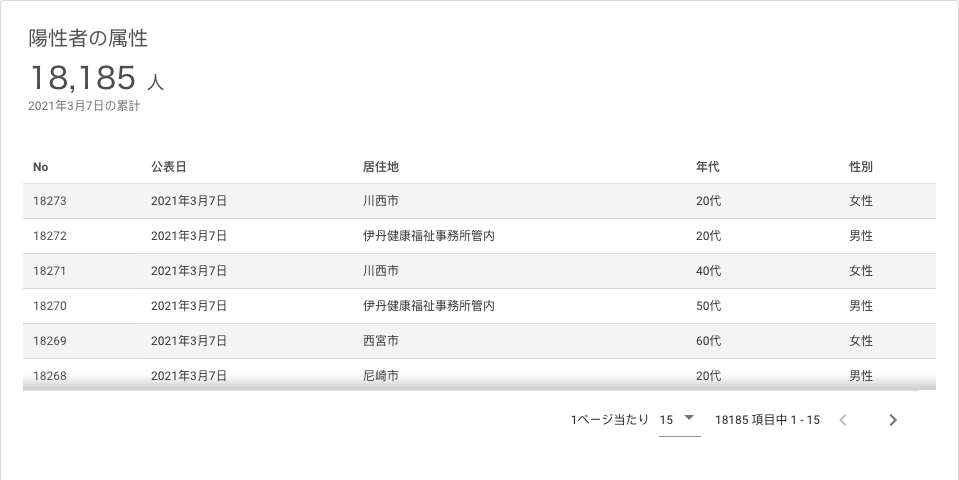 陽性者の属性
18,185 人
2021年3月7日の累計
No 公表日 居住地 年代 性別
18273 2021年3月7日 川西市 20代 女性
18272 2021年3月7日 伊丹健康福祉事務所管内 20代 男性
18271 2021年3月7日 川西市 40代 女性
18270 2021年3月7日 伊丹健康福祉事務所管内 50代 男性
18269 2021年3月7日 西宮市 60代 女性
18268 2021年3月7日 尼崎市 20代 男性
1ページ当たり 15 18185 項目中 1 - 15